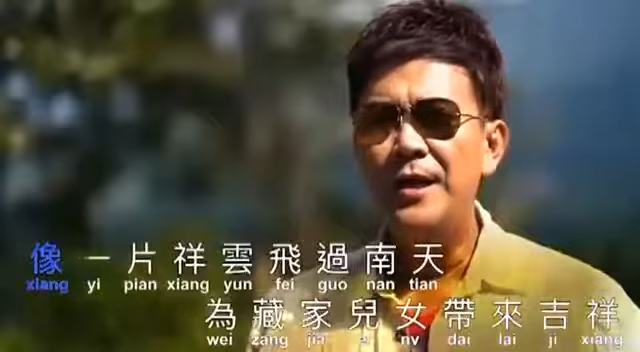 像一片祥雲飛過南天
xiang yi pian xiang yun fei guo nan tian
為藏家兒女帶來吉祥
wei zang jia e nv dai lai ji xiang